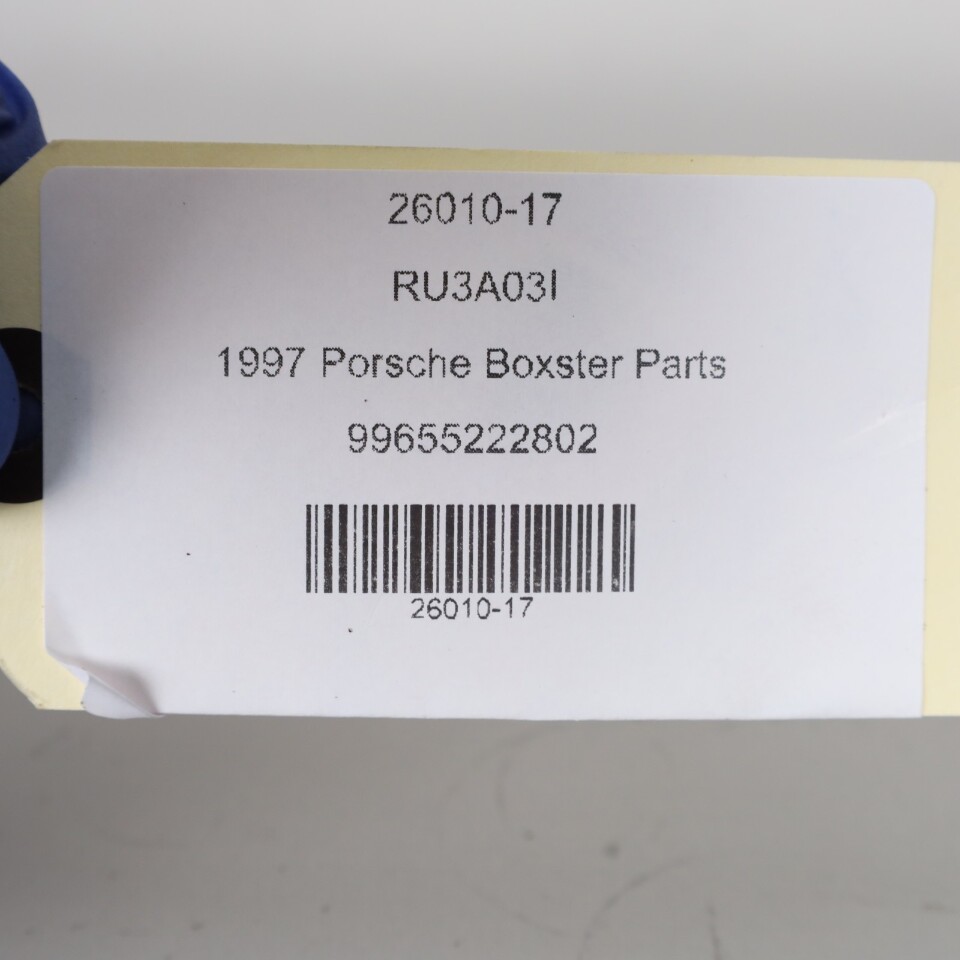 26010-17
RU3A03I
1997 Porsche Boxster Parts
99655222802
26010-17